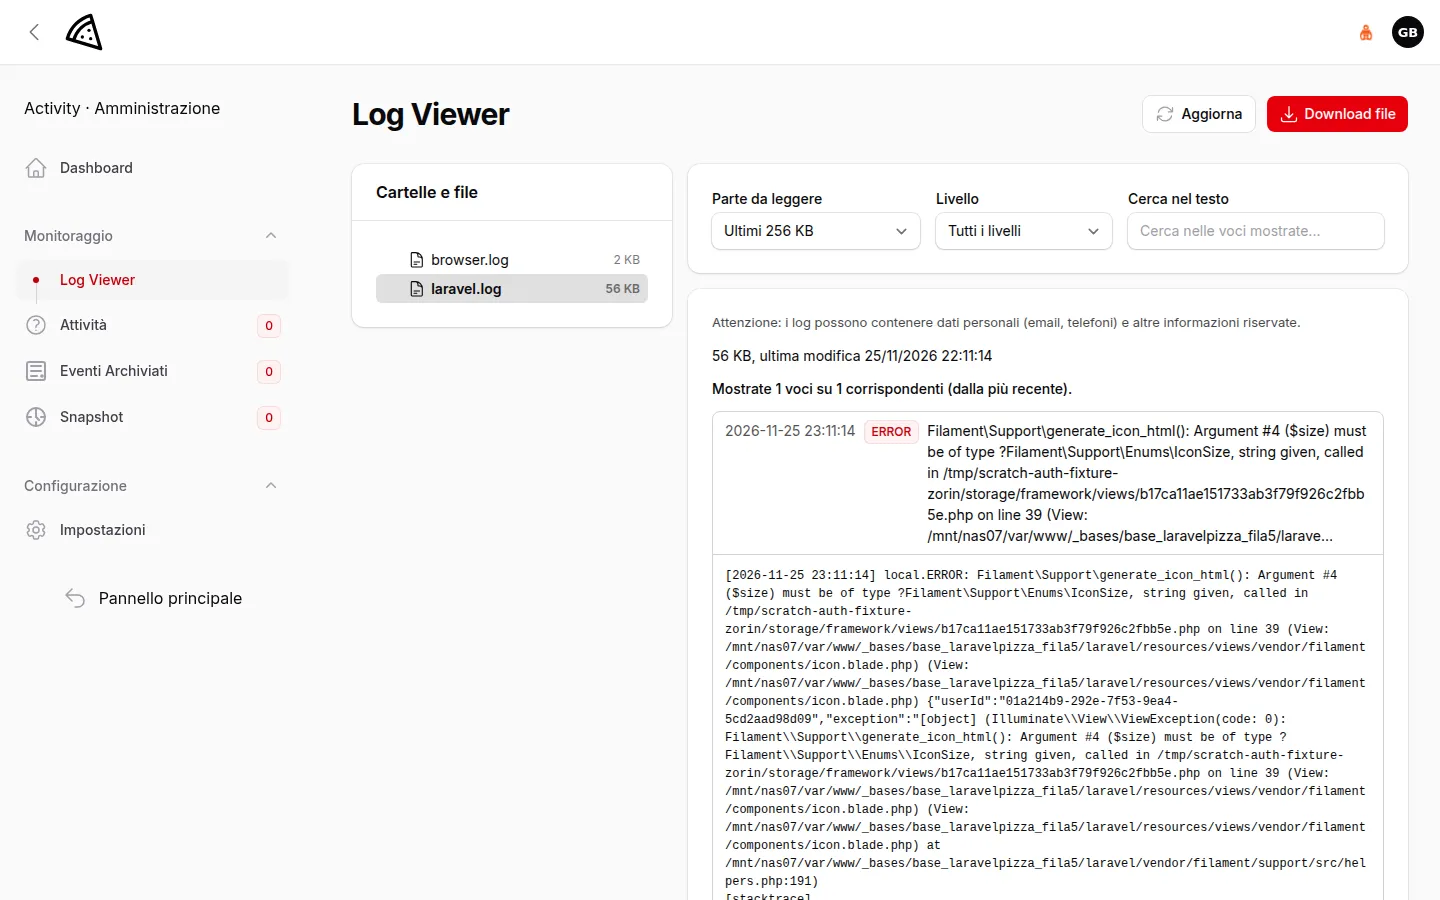 GB
Activity · Amministrazione
Dashboard
Monitoraggio
Log Viewer
Attività 0
Eventi Archiviati 0
Snapshot 0
Configurazione
Impostazioni
Pannello principale
Log Viewer
Aggiorna
Download file
Cartelle e file
browser.log 2 KB
laravel.log 56 KB
Parte da leggere
Ultimi 256 KB
Livello
Tutti i livelli
Cerca nel testo
Cerca nelle voci mostrate...
Attenzione: i log possono contenere dati personali (email, telefoni) e altre informazioni riservate.
56 KB, ultima modifica 25/11/2026 22:11:14
Mostrate 1 voci su 1 corrispondenti (dalla più recente).
2026-11-25 23:11:14 ERROR Filament\Support\generate_icon_html(): Argument #4 ($size) must
be of type ?Filament\Support\Enums\IconSize, string given, called
in /tmp/scratch-auth-fixture-
zorin/storage/framework/views/b17ca11ae151733ab3f79f926c2fbb
5e.php on line 39 (View:
/mnt/nas07/var/www/_bases/base_laravelpizza_fila5/larave...
[2026-11-25 23:11:14] local.ERROR: Filament\Support\generate_icon_html(): Argument #4
($size) must be of type ?Filament\Support\Enums\IconSize, string given, called in
/tmp/scratch-auth-fixture-
zorin/storage/framework/views/b17ca11ae151733ab3f79f926c2fbb5e.php on line 39 (View:
/mnt/nas07/var/www/_bases/base_laravelpizza_fila5/laravel/resources/views/vendor/filament
/components/icon.blade.php) (View:
/mnt/nas07/var/www/_bases/base_laravelpizza_fila5/laravel/resources/views/vendor/filament
/components/icon.blade.php) {"userId":"01a214b9-292e-7f53-9ea4-
5cd2aad98d09","exception":"[object] (Illuminate\\View\\ViewException(code: 0):
Filament\\Support\\generate_icon_html(): Argument #4 ($size) must be of type ?
Filament\\Support\\Enums\\IconSize, string given, called in /tmp/scratch-auth-fixture-
zorin/storage/framework/views/b17ca11ae151733ab3f79f926c2fbb5e.php on line 39 (View:
/mnt/nas07/var/www/_bases/base_laravelpizza_fila5/laravel/resources/views/vendor/filament
/components/icon.blade.php) (View:
/mnt/nas07/var/www/_bases/base_laravelpizza_fila5/laravel/resources/views/vendor/filament
/components/icon.blade.php) at
/mnt/nas07/var/www/_bases/base_laravelpizza_fila5/laravel/vendor/filament/support/src/hel
pers.php:191)
[stacktrace]